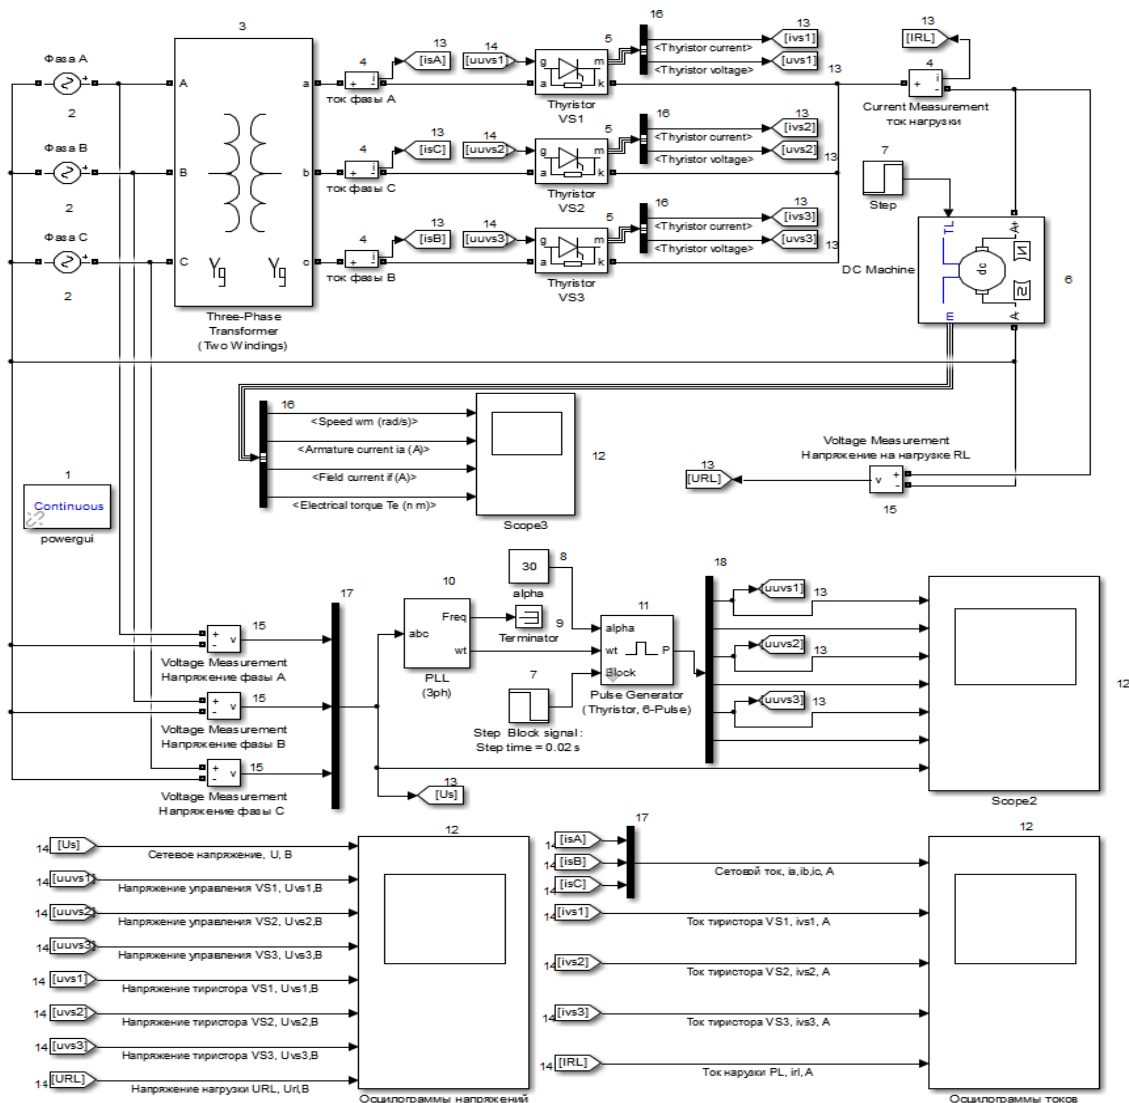 Фаза А
2
Фаза В
2
Фаза С
2
3
A
B
C
a
b
c
Yg
Yg
Three-Phase
Transformer
(Two Windings)
4
13
[isA]
i
+
-
ток фазы А
4
13
[isC]
i
+
-
ток фазы С
4
13
[isB]
i
+
-
ток фазы В
14
[uuvs1]
5
g
m
a
k
Thyristor
VS1
16
<Thyristor current>
<Thyristor voltage>
13
[ivs1]
[uvs1]
13
14
[uuvs2]
5
g
m
a
k
Thyristor
VS2
16
<Thyristor current>
<Thyristor voltage>
13
[ivs2]
[uvs2]
13
14
[uuvs3]
5
g
m
a
k
Thyristor
VS3
16
<Thyristor current>
<Thyristor voltage>
13
[ivs3]
[uvs3]
13
13
[IRL]
4
i
+
-
Current Measurement
ток нагрузки
7
Step
TL
A+
dc
m
A-
DC Machine
6
16
<Speed wm (rad/s)>
<Armature current ia (A)>
<Field current if (A)>
<Electrical torque Te (n m)>
12
Scope3
Voltage Measurement
Напряжение на нагрузке RL
13
[URL]
v
+
-
15
1
Continuous
powergui
15
+
-
v
Voltage Measurement
Напряжение фазы А
15
+
-
v
Voltage Measurement
Напряжение фазы В
15
+
-
v
Voltage Measurement
Напряжение фазы С
17
10
abc
Freq
wt
PLL
(3ph)
30
8
alpha
Terminator
9
7
Step Block signal:
Step time = 0.02 s
11
alpha
wt
Block
P
Pulse Generator
(Thyristor, 6-Pulse)
18
[uuvs1]
13
[uuvs2]
13
[uuvs3]
13
12
Scope2
13
[Us]
12
14 [Us]
Сетевое напряжение, U, В
14 [uuvs1]
Напряжение управления VS1, Uvs1,В
14 [uuvs2]
Напряжение управления VS2, Uvs2,В
14 [uuvs3]
Напряжение управления VS3, Uvs3,В
14 [uvs1]
Напряжение тиристора VS1, Uvs1,В
14 [uvs2]
Напряжение тиристора VS2, Uvs2,В
14 [uvs3]
Напряжение тиристора VS3, Uvs3,В
14 [URL]
Напряжение нагрузки URL, Url,В
Осцилограммы напряжений
17
12
14 [isA]
14 [isB]
14 [isC]
Сетовой ток, ia,ib,ic, А
14 [ivs1]
Ток тиристора VS1, ivs1, А
14 [ivs2]
Ток тиристора VS2, ivs2, А
14 [ivs3]
Ток тиристора VS3, ivs3, А
14 [IRL]
Ток нарузки PL, irl, А
Осцилограммы токов